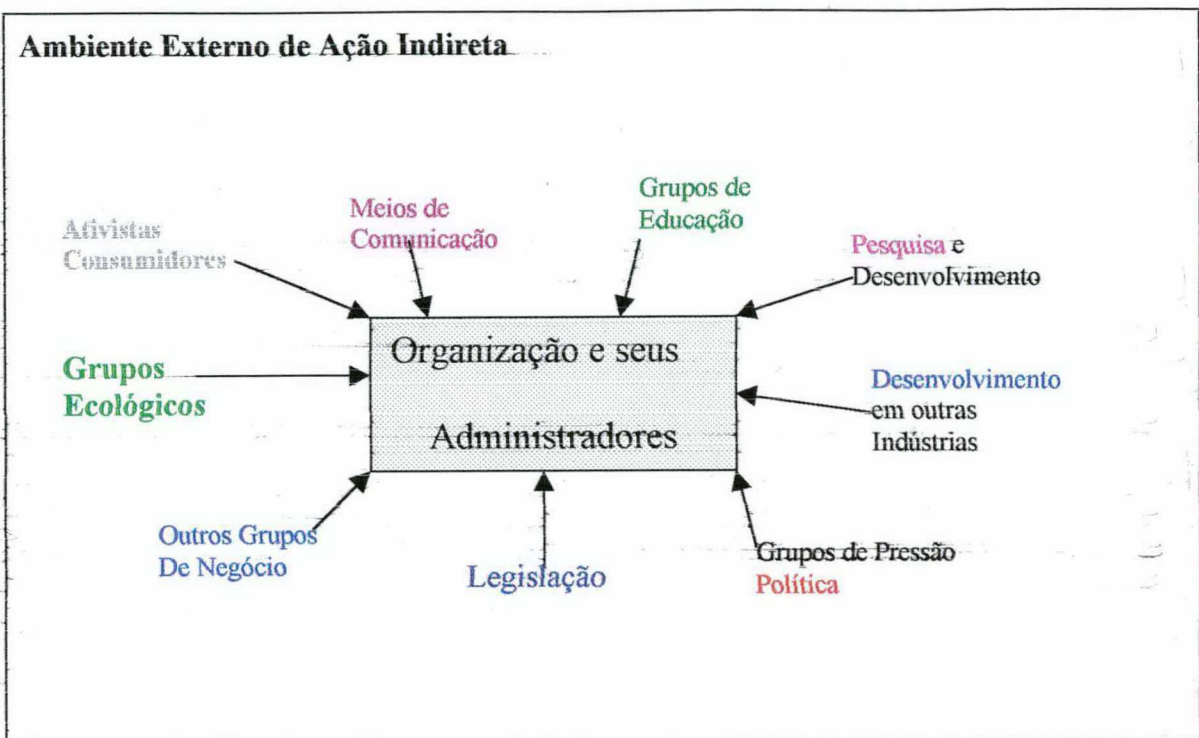 Ambiente Externo de Ação Indireta
Ativistas
Consumidores
Meios de
Comunicação
Grupos de
Educação
Pesquisa e
Desenvolvimento
Grupos
Ecológicos
Organização e seus
Administradores
Desenvolvimento
em outras
Indústrias
Outros Grupos
De Negócio
Legislação
Grupos de Pressão
Política